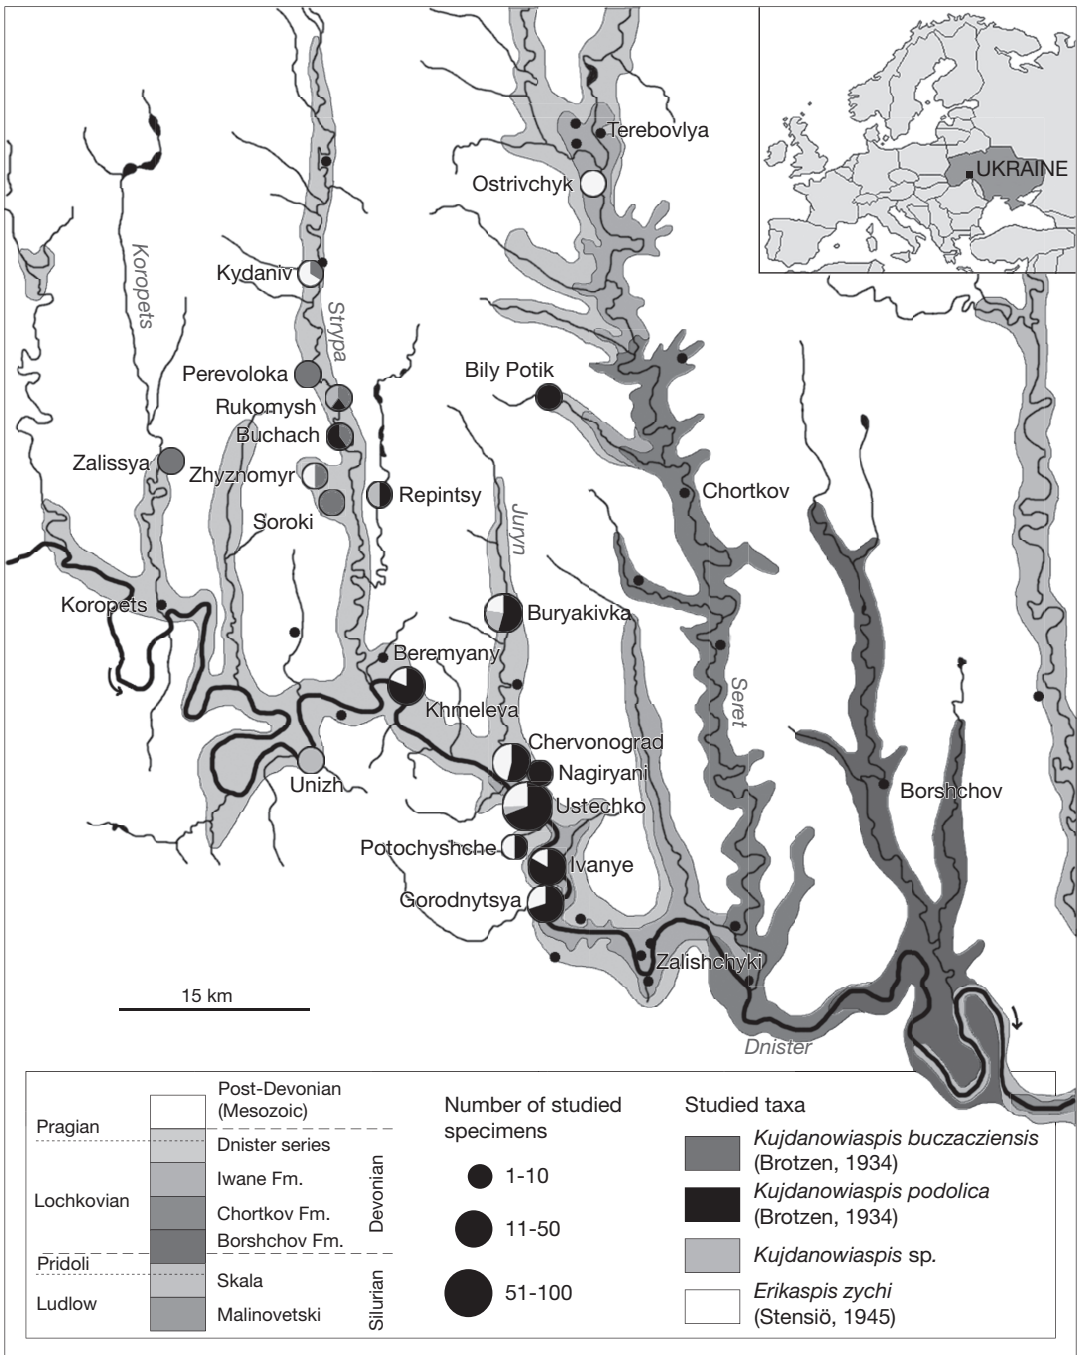 Terebovlya
UKRAINE
Ostrivchyk
Koropets
Kydaniv
Strypa
Perevoloka
Bily Potik
Rukomysh
Buchach
Zalissya
Zhyznomyr
Repintsy
Chortkov
Soroki
Juryn
Koropets
Buryakivka
Beremyany
Seret
Khmeleva
Chervonograd
Nagiryani
Unizh
Borshchov
Ustechko
Potochyshche
Ivanye
Gorodnytsya
Zalishchyki
15 km
Dnister
Post-Devonian
(Mesozoic)
Pragian
Dnister series
Lochkovian
Iwane Fm.
Chortkov Fm.
Borshchov Fm.
Devonian
Pridoli
Skala
Ludlow
Malinovetski
Silurian
Number of studied
specimens
1-10
11-50
51-100
Studied taxa
Kujdanowiaspis buczacziensis
(Brotzen, 1934)
Kujdanowiaspis podolica
(Brotzen, 1934)
Kujdanowiaspis sp.
Erikaspis zychi
(Stensiö, 1945)